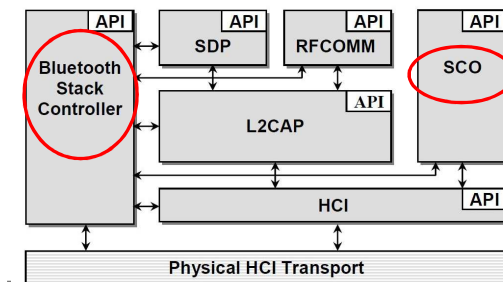 API
Bluetooth
Stack
Controller
API
SDP
API
RFCOMM
API
SCO
API
L2CAP
API
HCI
Physical HCI Transport